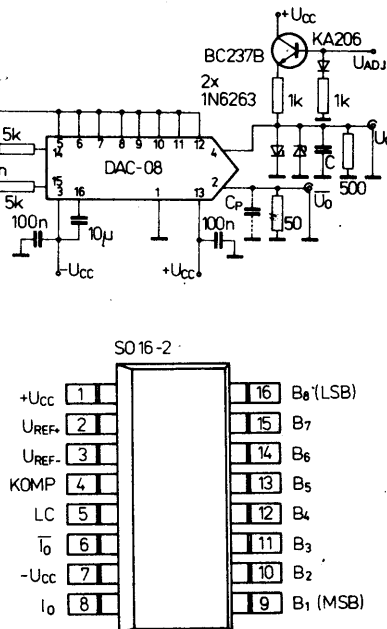 +UCC
KA206
BC237B
UADJ
2x
1N6263
1k
1k
5k
5 6 7 8 9 10 11 12
14
4
DAC-08
C
500
15
2
5k
3 16 1 13
CP
50
U̅O̅
100n
10µ
100n
-UCC
+UCC
SO16-2
+UCC 1
16 B8 (LSB)
UREF+ 2
15 B7
UREF- 3
14 B6
KOMP 4
13 B5
LC 5
12 B4
I̅O̅ 6
11 B3
-UCC 7
10 B2
IO 8
9 B1 (MSB)